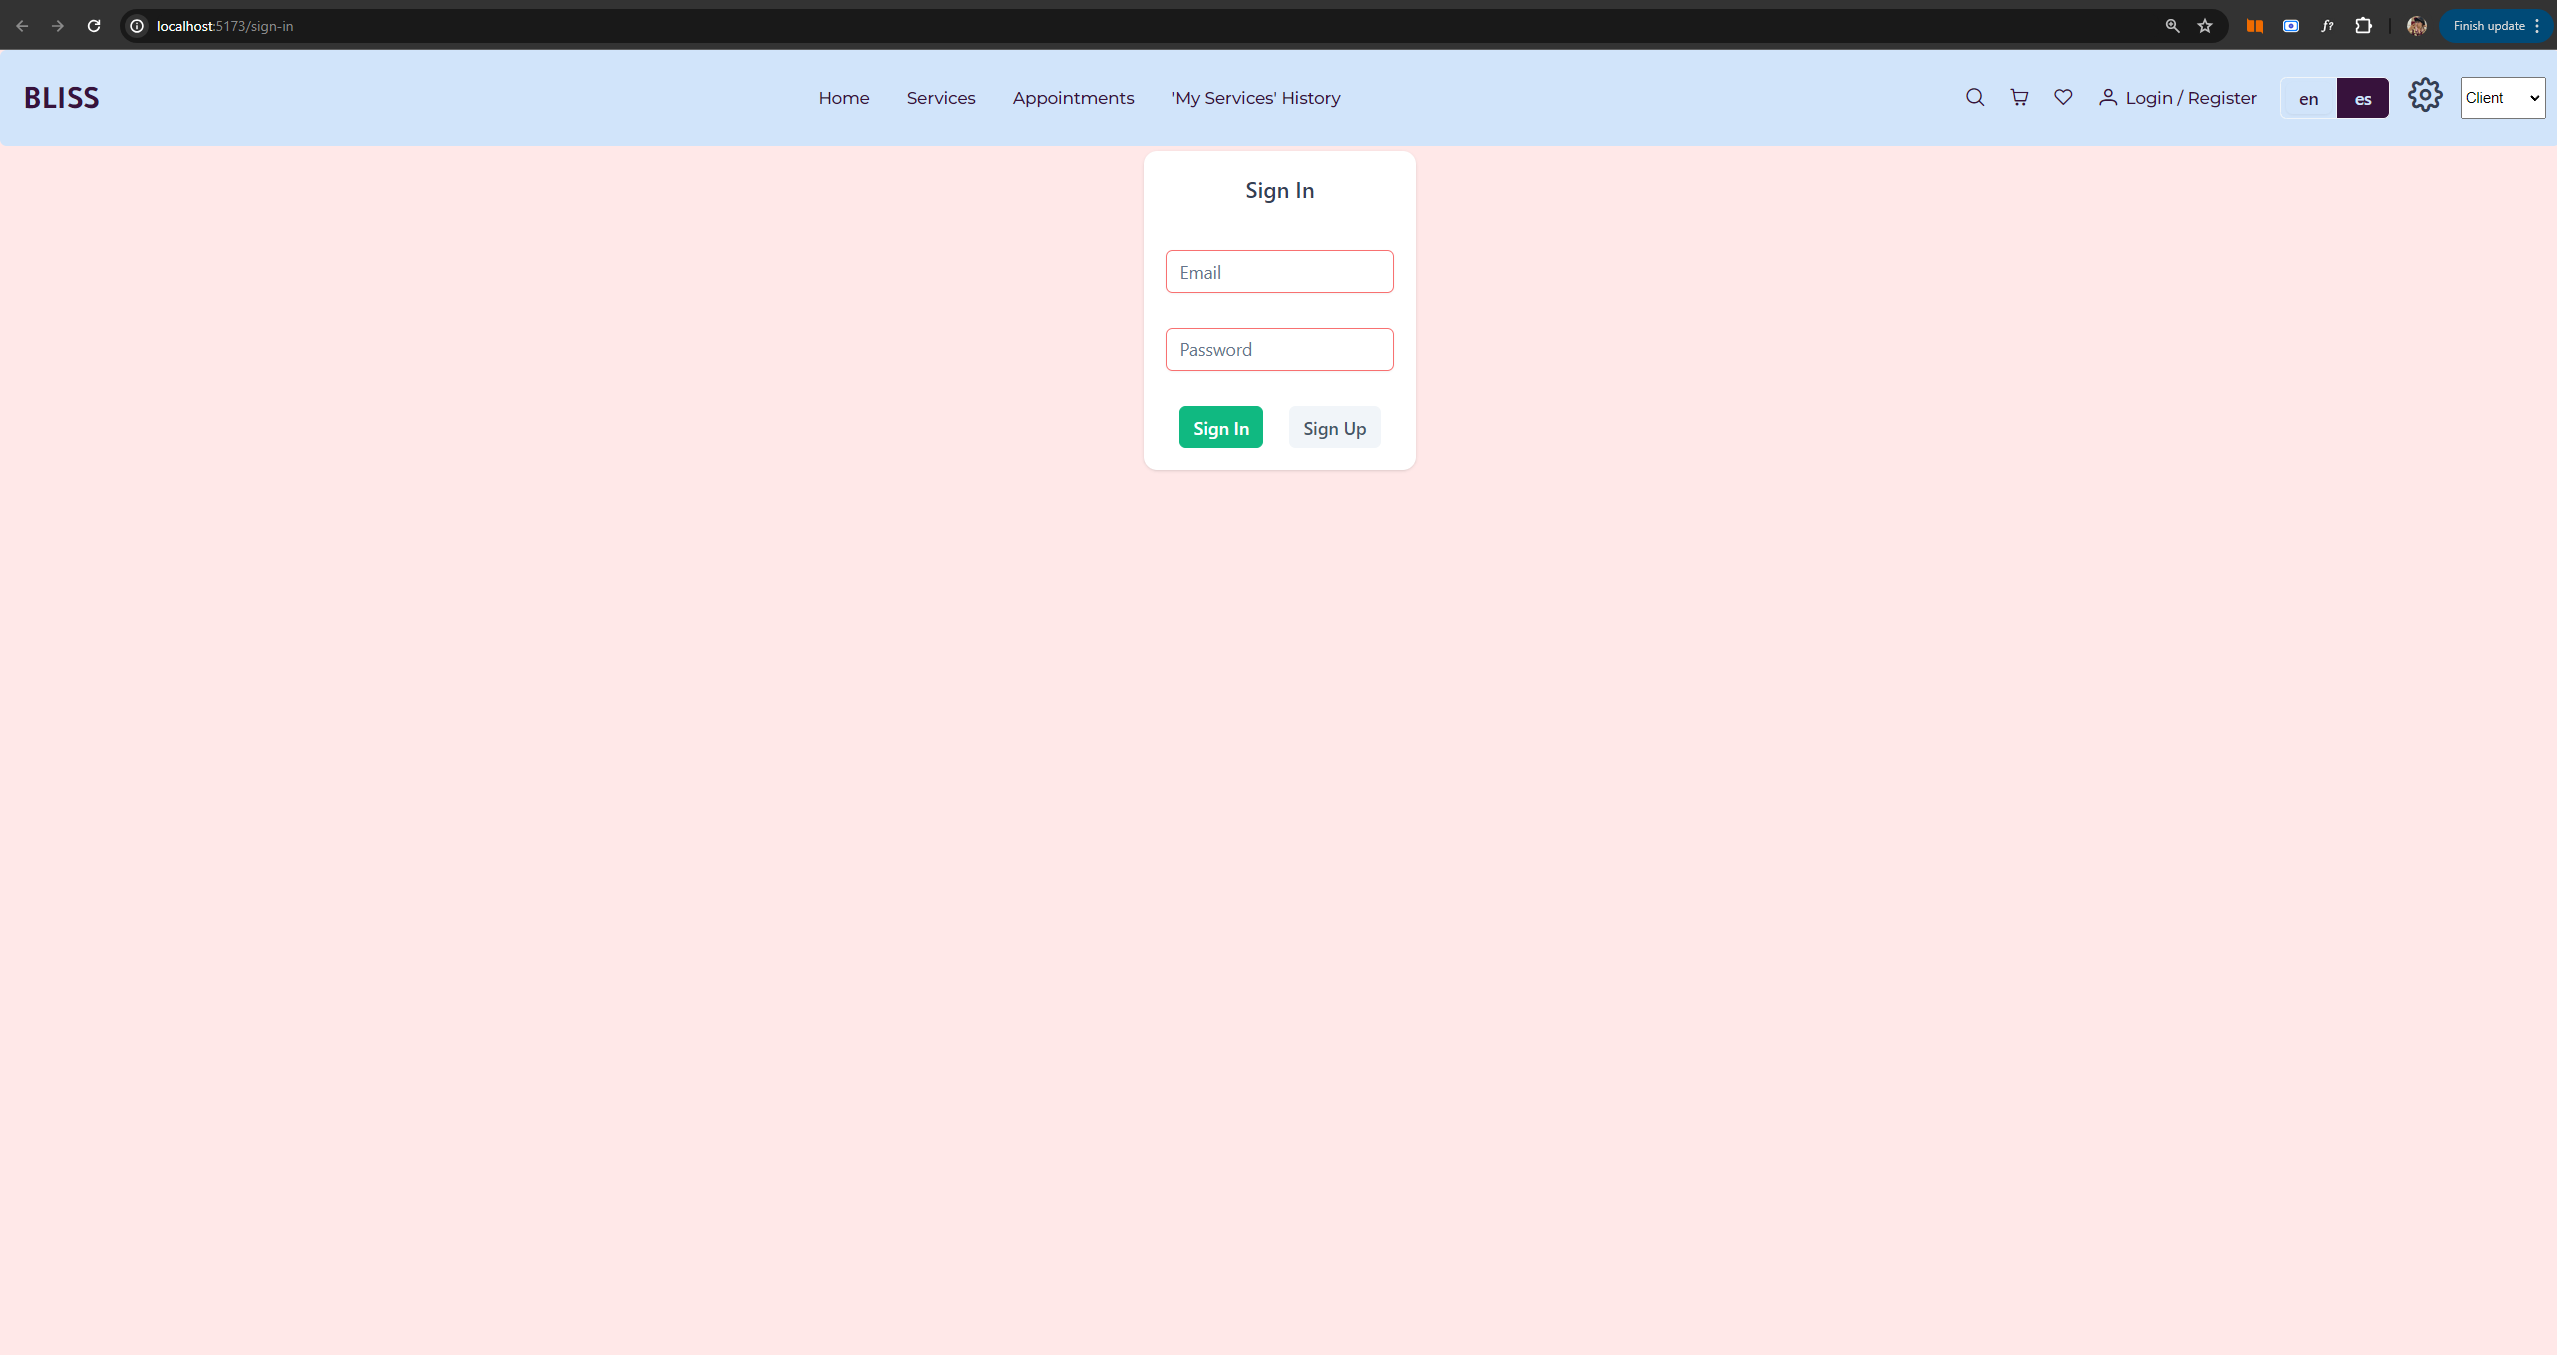 localhost:5173/sign-in
Finish update
BLISS
Home Services Appointments 'My Services' History
Login / Register en es Client
Sign In
Email
Password
Sign In Sign Up